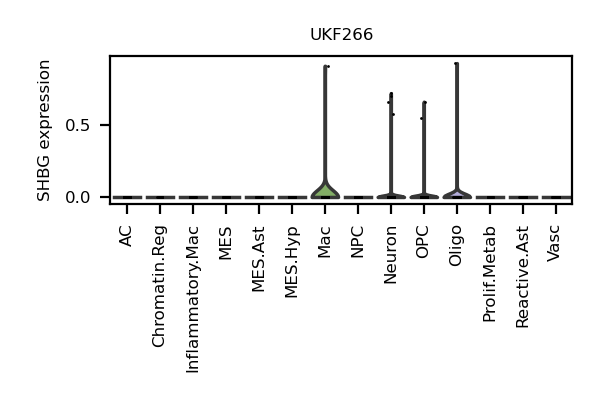 UKF266
SHBG expression
0.5
0.0
AC
Chromatin.Reg
Inflammatory.Mac
MES
MES.Ast
MES.Hyp
Mac
NPC
Neuron
OPC
Oligo
Prolif.Metab
Reactive.Ast
Vasc